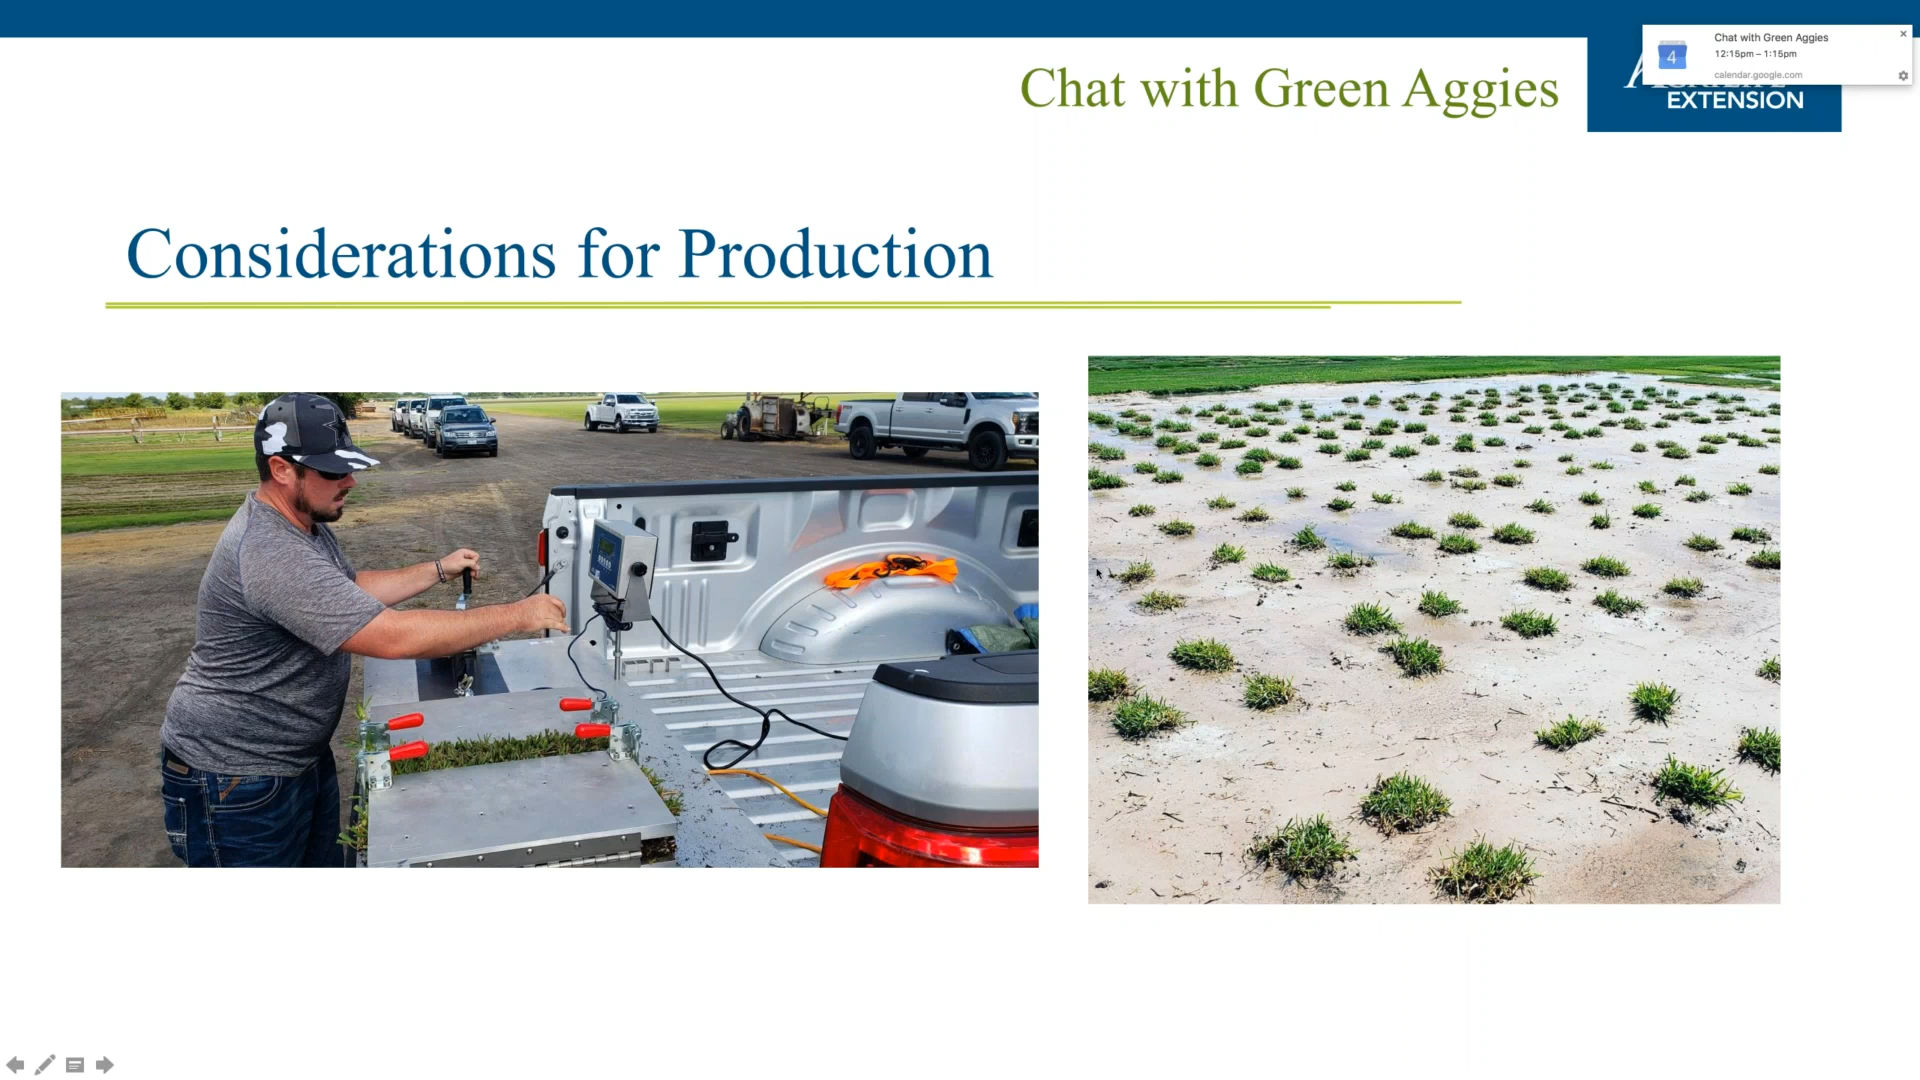 Chat with Green Aggies
12:15pm – 1:15pm
4
calendar.google.com
Chat with Green Aggies
EXTENSION
Considerations for Production